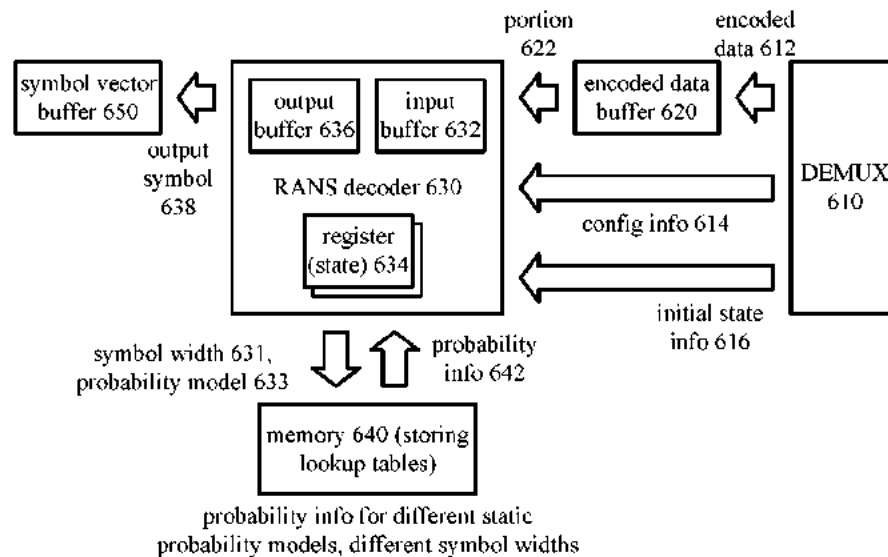 portion
622
encoded
data 612
symbol vector
buffer 650
output
buffer 636
input
buffer 632
encoded data
buffer 620
output
symbol
638
RANS decoder 630
DEMUX
610
config info 614
register
(state) 634
initial state
info 616
symbol width 631,
probability model 633
probability
info 642
memory 640 (storing
lookup tables)
probability info for different static
probability models, different symbol widths